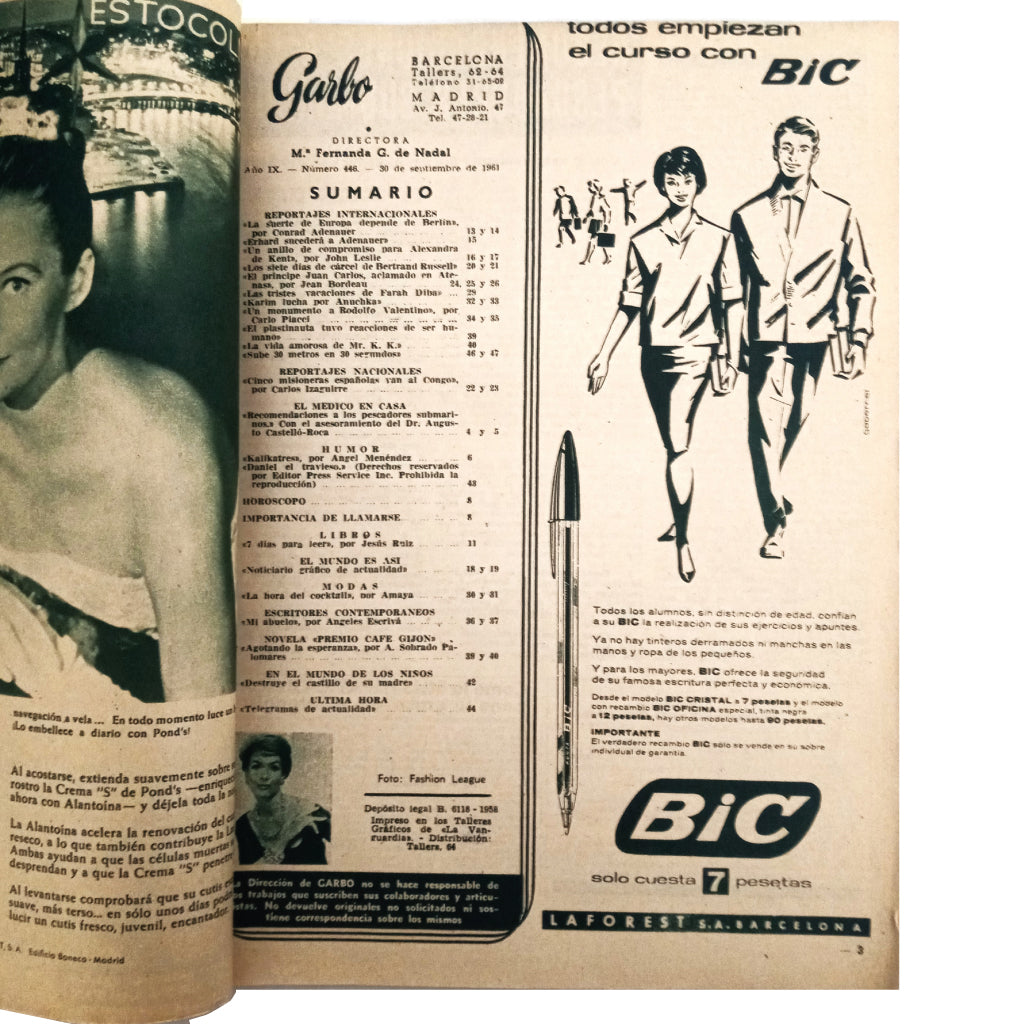 ESTOCOL
navegación a vela ... En todo momento luce un
¡Lo embellece a diario con Pond's!
Al acostarse, extienda suavemente sobre
rostro la Crema "S" de Pond's —enriquec
ahora con Alantoína— y déjela toda la
La Alantoína acelera la renovación del
reseco, a lo que también contribuye la
Ambas ayudan a que las células muertas
desprendan y a que la Crema "S" penetre
Al levantarse comprobará que su cutis
suave, más terso... en sólo unos días
lucir un cutis fresco, juvenil, encantador.
T, S.A. Edificio Boneco - Madrid
Garbo
BARCELONA
Tallers, 62-64
Teléfono 31-65-09
MADRID
Av. J. Antonio, 47
Tel. 47-28-21
DIRECTORA
M.ª Fernanda G. de Nadal
Año IX. — Número 446. — 30 de septiembre de 1961
SUMARIO
REPORTAJES INTERNACIONALES
«La suerte de Europa depende de Berlín»,
por Conrad Adenauer ... 13 y 14
«Erhard sucederá a Adenauer» 15
«Un anillo de compromiso para Alexandra
de Kent», por John Leslie ... 16 y 17
«Los siete días de cárcel de Bertrand Russell» 20 y 21
«El príncipe Juan Carlos, aclamado en Ate-
nas», por Jean Bordeau ... 24, 25 y 26
«Las tristes vacaciones de Farah Diba» ... 29
«Karim lucha por Anuchka» ... 32 y 33
«Un monumento a Rodolfo Valentino», por
Carlo Piacci ... 34 y 35
«El plastinauta tuvo reacciones de ser hu-
mano» 39
«La vida amorosa de Mr. K. K.» 40
«Sube 30 metros en 30 segundos» 46 y 47
REPORTAJES NACIONALES
«Cinco misioneras españolas van al Congo»,
por Carlos Izaguirre ... 22 y 23
EL MEDICO EN CASA
«Recomendaciones a los pescadores submari-
nos.» Con el asesoramiento del Dr. Augus-
to Castelló-Roca ... 4 y 5
HUMOR
«Kalikatres», por Angel Menéndez ... 6
«Daniel el travieso.» (Derechos reservados
por Editor Press Service Inc. Prohibida la
reproducción) ... 48
HOROSCOPO ... 8
IMPORTANCIA DE LLAMARSE ... 8
LIBROS
«7 días para leer», por Jesús Ruiz ... 11
EL MUNDO ES ASI
«Noticiario gráfico de actualidad» ... 18 y 19
MODAS
«La hora del cocktail», por Amaya ... 30 y 31
ESCRITORES CONTEMPORANEOS
«Mi abuelo», por Angeles Escrivá ... 36 y 37
NOVELA «PREMIO CAFE GIJON»
«Agotando la esperanza», por A. Sobrado Pa-
lomares ... 39 y 40
EN EL MUNDO DE LOS NIÑOS
«Destruye el castillo de su madre» ... 42
ULTIMA HORA
«Telegramas de actualidad» ... 44
Foto: Fashion League
Depósito legal B. 6118 - 1958
Impreso en los Talleres
Gráficos de «La Van-
guardia». - Distribución:
Tallers, 64
La Dirección de GARBO no se hace responsable de
los trabajos que suscriben sus colaboradores y articu-
listas. No devuelve originales no solicitados ni sos-
tiene correspondencia sobre los mismos
todos empiezan
el curso con
BiC
Todos los alumnos, sin distinción de edad, confían
a su BIC la realización de sus ejercicios y apuntes.
Ya no hay tinteros derramados ni manchas en las
manos y ropa de los pequeños.
Y para los mayores, BIC ofrece la seguridad
de su famosa escritura perfecta y económica.
Desde el modelo BIC CRISTAL a 7 pesetas y el modelo
con recambio BIC OFICINA especial, tinta negra
a 12 pesetas, hay otros modelos hasta 90 pesetas.
IMPORTANTE
El verdadero recambio BIC sólo se vende en su sobre
individual de garantía.
BIC
BiC
solo cuesta 7 pesetas
LAFOREST S.A. BARCELONA
— 3